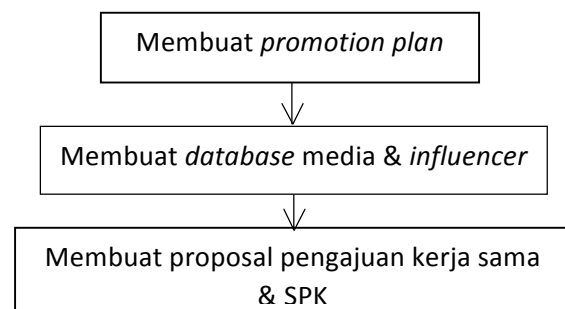 Membuat promotion plan
Membuat database media & influencer
Membuat proposal pengajuan kerja sama
& SPK